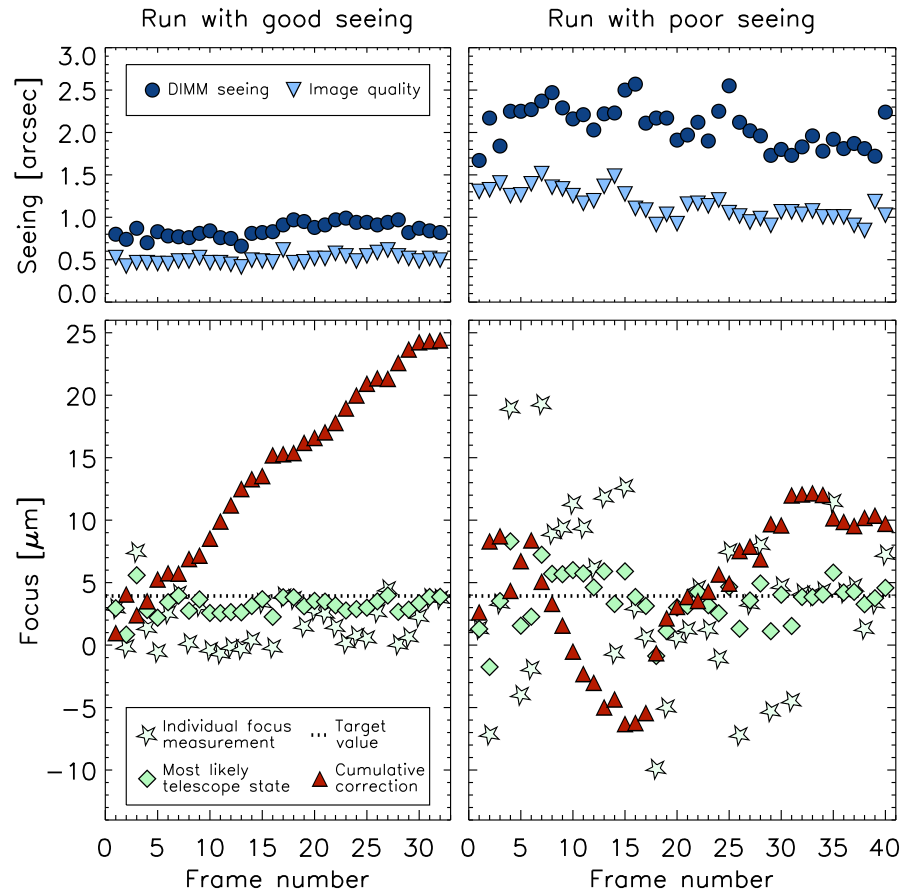 Run with good seeing
Run with poor seeing
Seeing [arcsec]
3.0
2.5
2.0
1.5
1.0
0.5
0.0
DIMM seeing
Image quality
Focus [μm]
25
20
15
10
5
0
−5
−10
Individual focus
measurement
Target
value
Most likely
telescope state
Cumulative
correction
0 5 10 15 20 25 30
0 5 10 15 20 25 30 35 40
Frame number
Frame number